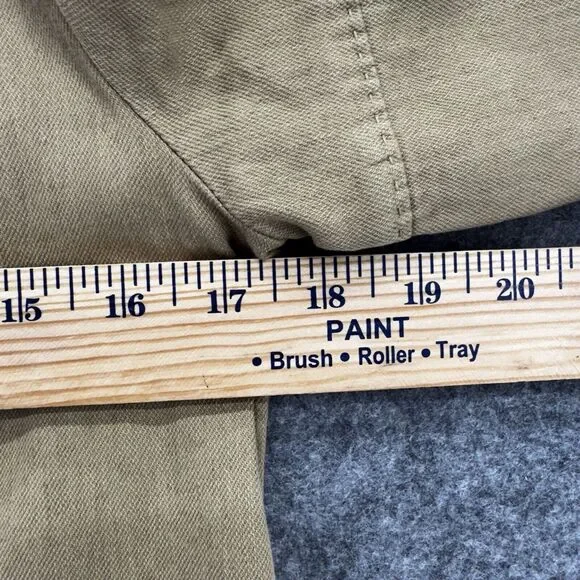 15 16 17 18 19 20
PAINT
• Brush • Roller • Tray